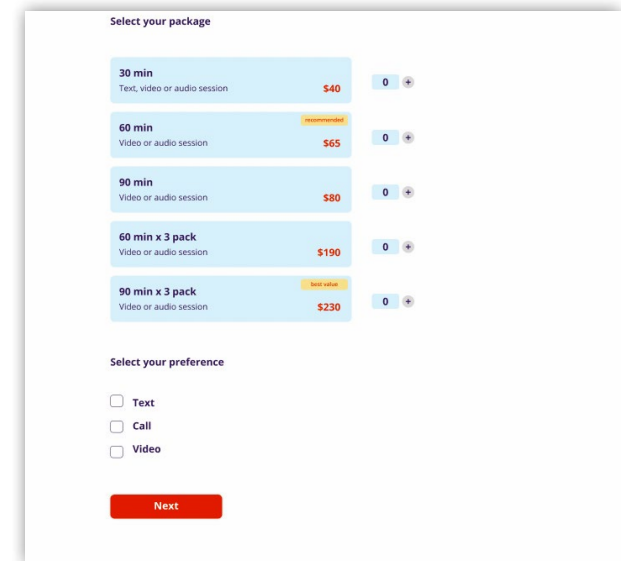 Select your package
30 min
Text, video or audio session
$40
0 +
recommended
60 min
Video or audio session
$65
0 +
90 min
Video or audio session
$80
0 +
60 min x 3 pack
Video or audio session
$190
0 +
best value
90 min x 3 pack
Video or audio session
$230
0 +
Select your preference
Text
Call
Video
Next